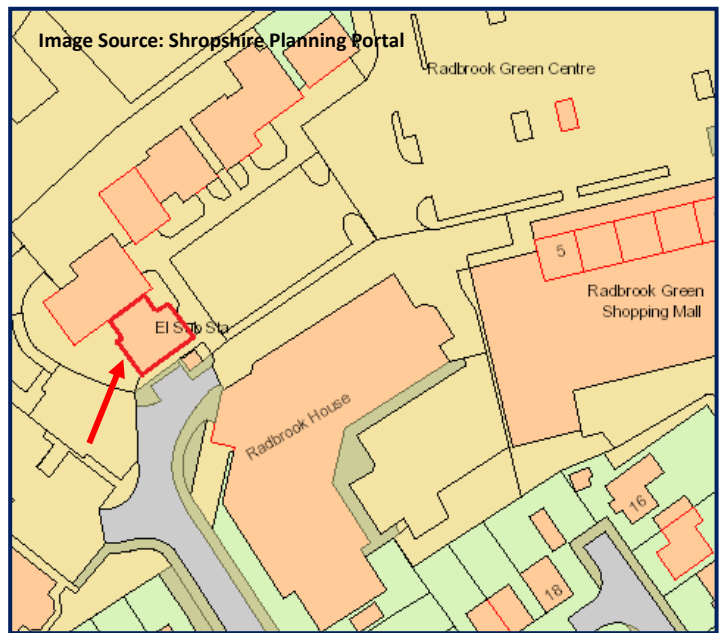 Image Source: Shropshire Planning Portal
Radbrook Green Centre
5
Radbrook Green
Shopping Mall
El Sub Sta
Radbrook House
16
18